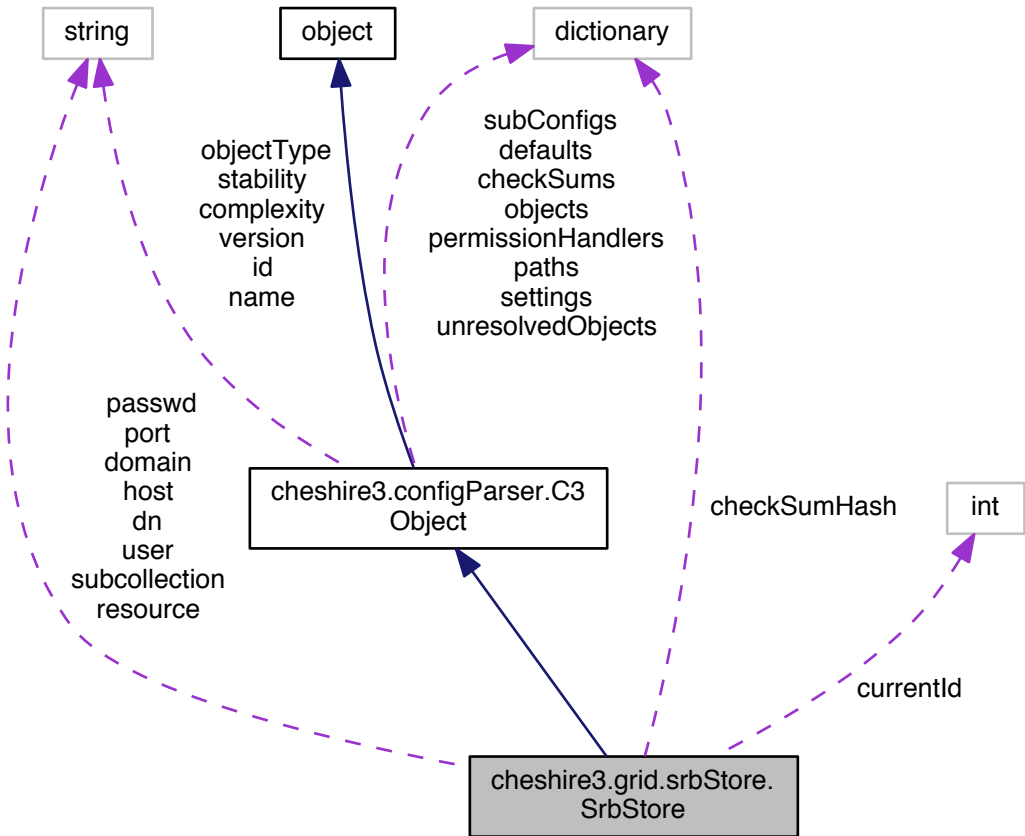 string
object
dictionary
objectType
stability
complexity
version
id
name
subConfigs
defaults
checkSums
objects
permissionHandlers
paths
settings
unresolvedObjects
passwd
port
domain
host
dn
user
subcollection
resource
cheshire3.configParser.C3
Object
checkSumHash
int
currentId
cheshire3.grid.srbStore.
SrbStore